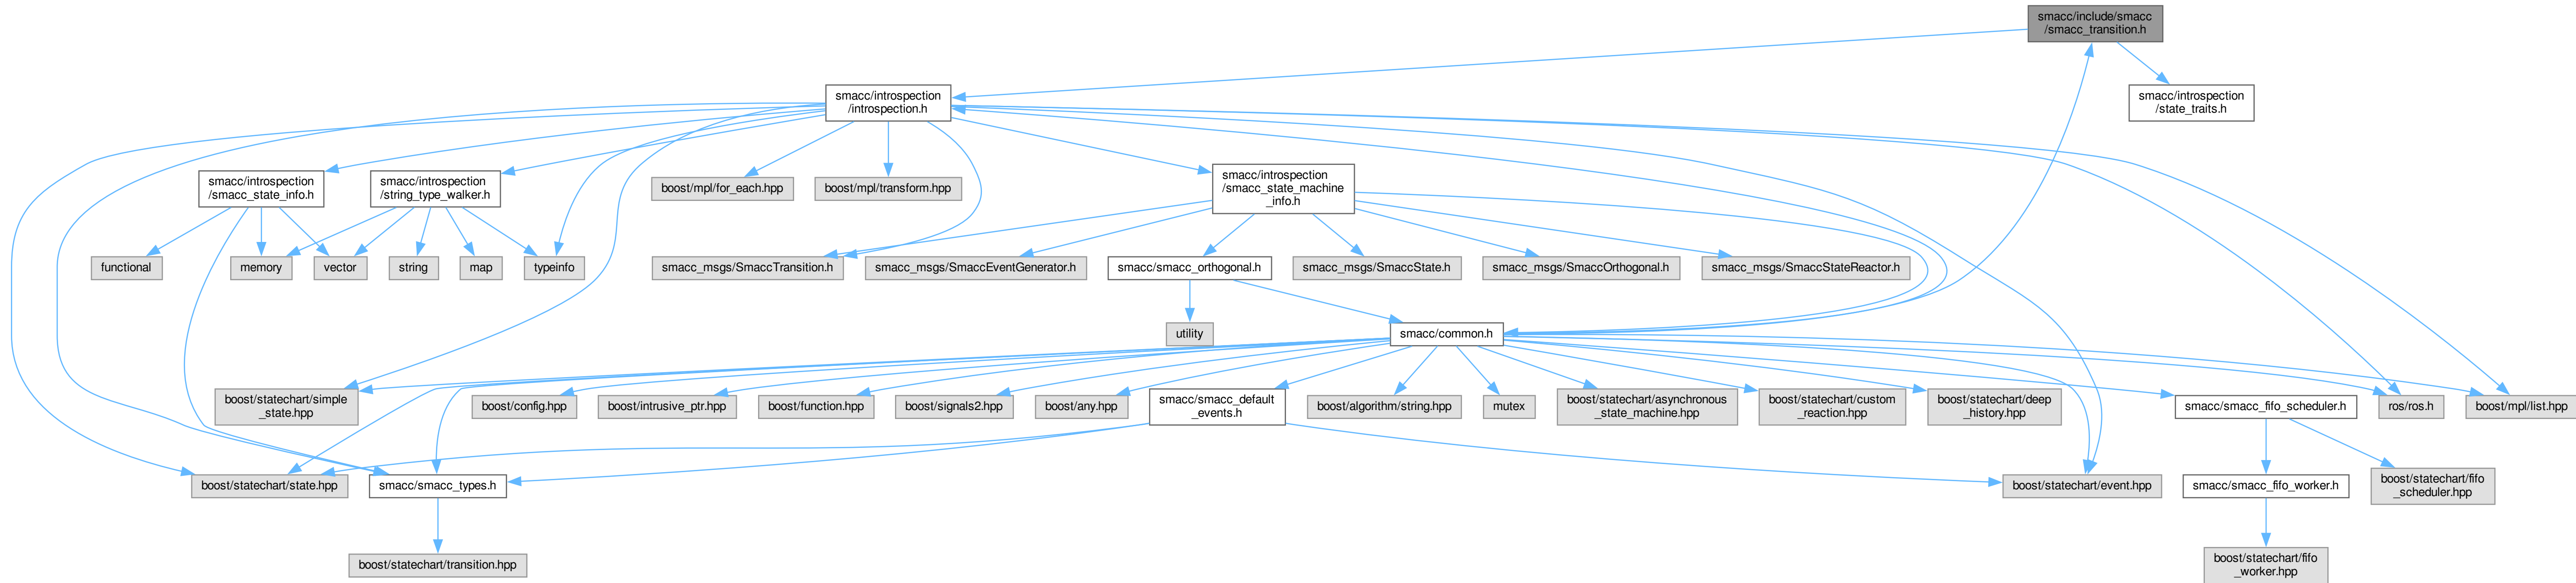 smacc/include/smacc
/smacc_transition.h
smacc/introspection
/introspection.h
smacc/introspection
/state_traits.h
smacc/introspection
/smacc_state_info.h
smacc/introspection
/string_type_walker.h
boost/mpl/for_each.hpp
boost/mpl/transform.hpp
smacc/introspection
/smacc_state_machine
_info.h
functional
memory
vector
string
map
typeinfo
smacc_msgs/SmaccTransition.h
smacc_msgs/SmaccEventGenerator.h
smacc/smacc_orthogonal.h
smacc_msgs/SmaccState.h
smacc_msgs/SmaccOrthogonal.h
smacc_msgs/SmaccStateReactor.h
utility
smacc/common.h
boost/statechart/simple
_state.hpp
boost/config.hpp
boost/intrusive_ptr.hpp
boost/function.hpp
boost/signals2.hpp
boost/any.hpp
smacc/smacc_default
_events.h
boost/algorithm/string.hpp
mutex
boost/statechart/asynchronous
_state_machine.hpp
boost/statechart/custom
_reaction.hpp
boost/statechart/deep
_history.hpp
smacc/smacc_fifo_scheduler.h
ros/ros.h
boost/mpl/list.hpp
boost/statechart/state.hpp
smacc/smacc_types.h
boost/statechart/event.hpp
smacc/smacc_fifo_worker.h
boost/statechart/fifo
_scheduler.hpp
boost/statechart/transition.hpp
boost/statechart/fifo
_worker.hpp